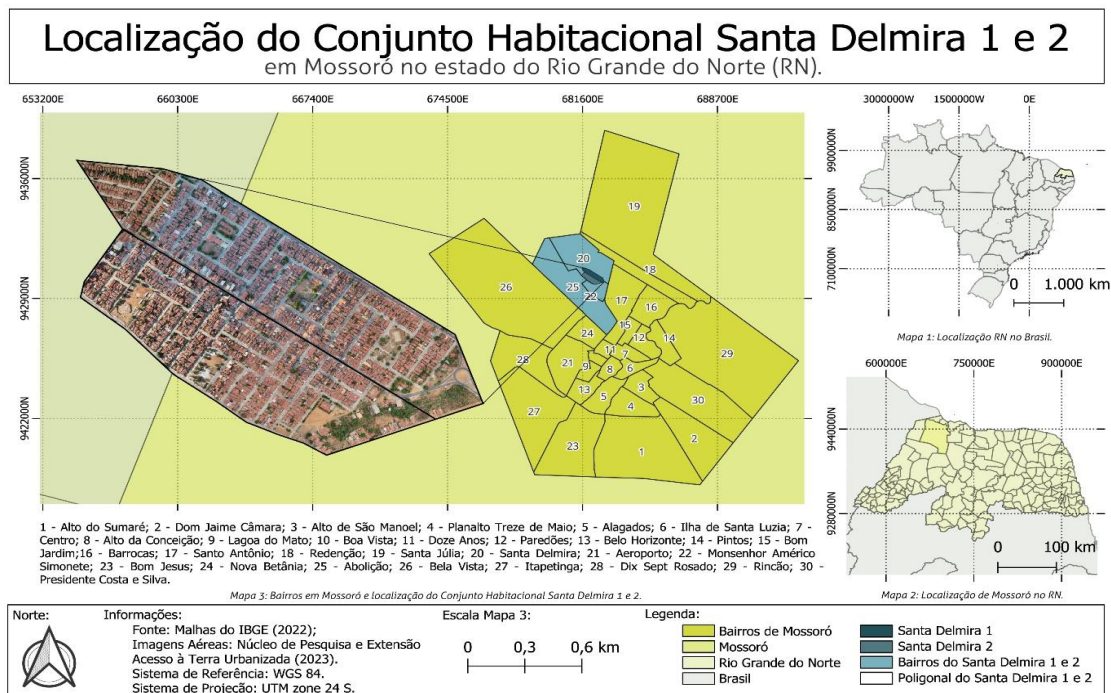 Localização do Conjunto Habitacional Santa Delmira 1 e 2
em Mossoró no estado do Rio Grande do Norte (RN).
653200E 660300E 667400E 674500E 681600E 688700E
9436000N
9429000N
9422000N
19
20
18
26
25
22
17
16
24
15
12
14
11
7
28
21
9
8
6
29
13
5
3
4
30
27
2
23
1
3000000W 1500000W 0E
9900000N
8500000N
7100000N
0 1.000 km
Mapa 1: Localização RN no Brasil.
600000E 750000E 900000E
9440000N
9280000N
0 100 km
Mapa 2: Localização de Mossoró no RN.
1 - Alto do Sumaré; 2 - Dom Jaime Câmara; 3 - Alto de São Manoel; 4 - Planalto Treze de Maio; 5 - Alagados; 6 - Ilha de Santa Luzia; 7 -
Centro; 8 - Alto da Conceição; 9 - Lagoa do Mato; 10 - Boa Vista; 11 - Doze Anos; 12 - Paredões; 13 - Belo Horizonte; 14 - Pintos; 15 - Bom
Jardim;16 - Barrocas; 17 - Santo Antônio; 18 - Redenção; 19 - Santa Júlia; 20 - Santa Delmira; 21 - Aeroporto; 22 - Monsenhor Américo
Simonete; 23 - Bom Jesus; 24 - Nova Betânia; 25 - Abolição; 26 - Bela Vista; 27 - Itapetinga; 28 - Dix Sept Rosado; 29 - Rincão; 30 -
Presidente Costa e Silva.
Mapa 3: Bairros em Mossoró e localização do Conjunto Habitacional Santa Delmira 1 e 2.
Norte:
Informações:
Fonte: Malhas do IBGE (2022);
Imagens Aéreas: Núcleo de Pesquisa e Extensão
Acesso à Terra Urbanizada (2023).
Sistema de Referência: WGS 84.
Sistema de Projeção: UTM zone 24 S.
Escala Mapa 3:
0 0,3 0,6 km
Legenda:
Bairros de Mossoró
Mossoró
Rio Grande do Norte
Brasil
Santa Delmira 1
Santa Delmira 2
Bairros do Santa Delmira 1 e 2
Poligonal do Santa Delmira 1 e 2